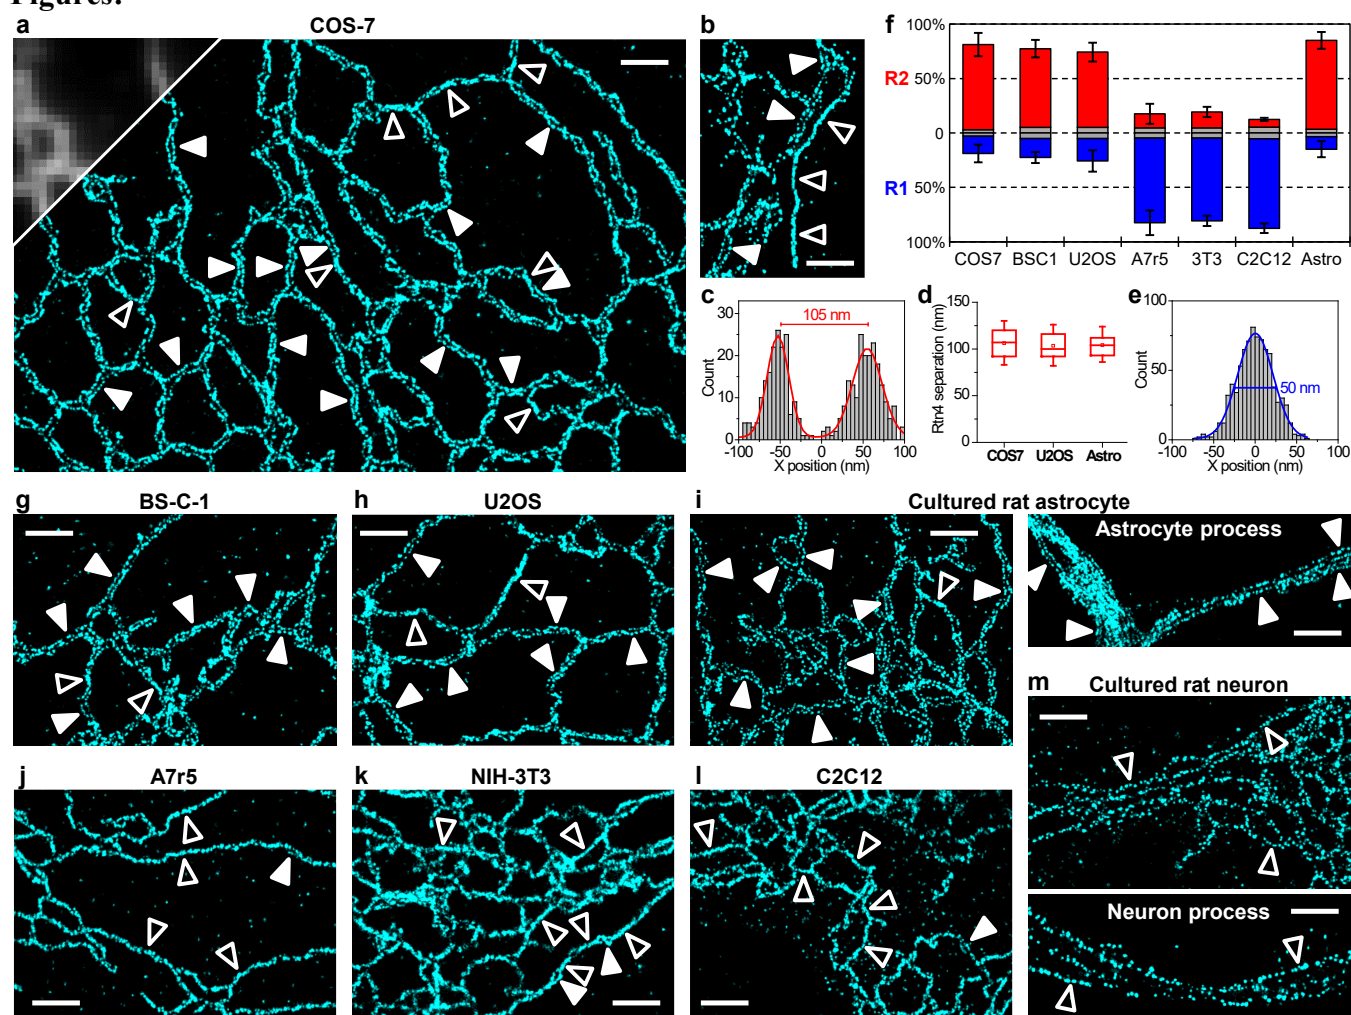 Figures:
a COS-7
b
f
100%
R2
50%
0
R1
50%
100%
COS7 BSC1 U2OS A7r5 3T3 C2C12 Astro
c
30
20
10
0
Count
105 nm
-100 -50 0 50 100
X position (nm)
d
150
100
50
0
Rtn4 separation (nm)
COS7 U2OS Astro
e
100
50
0
Count
50 nm
-100 -50 0 50 100
X position (nm)
g BS-C-1
h U2OS
i Cultured rat astrocyte
Astrocyte process
j A7r5
k NIH-3T3
l C2C12
m Cultured rat neuron
Neuron process